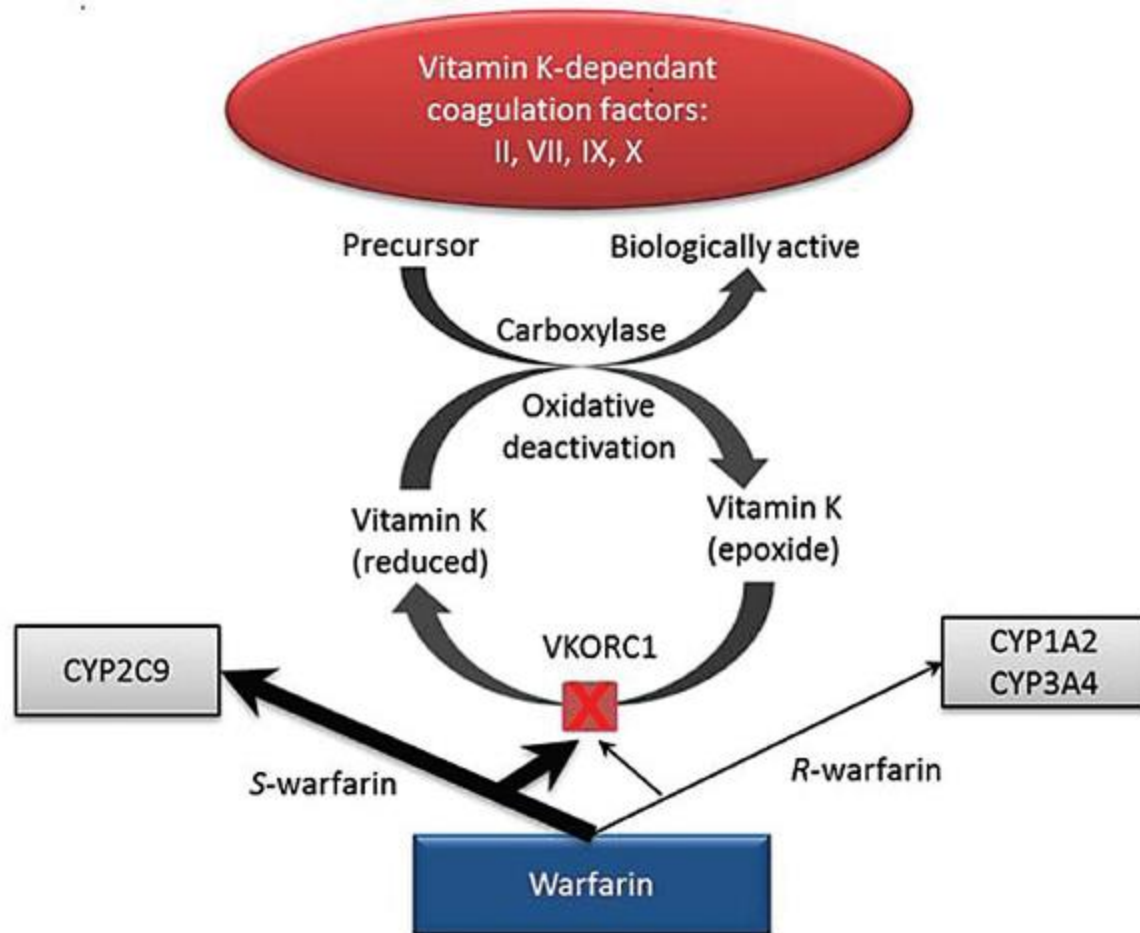 Vitamin K-dependant
coagulation factors:
II, VII, IX, X
Precursor
Biologically active
Carboxylase
Oxidative
deactivation
Vitamin K
(reduced)
Vitamin K
(epoxide)
VKORC1
X
CYP2C9
CYP1A2
CYP3A4
S-warfarin
R-warfarin
Warfarin